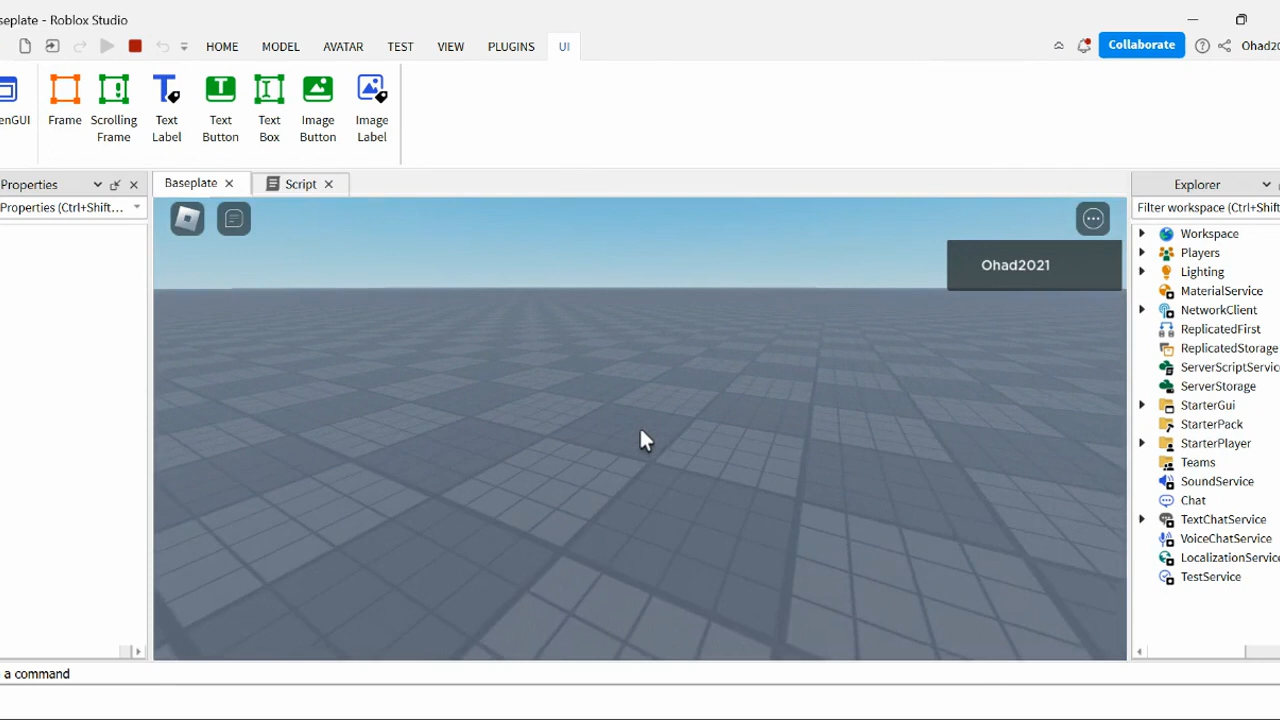 seplate - Roblox Studio
HOME MODEL AVATAR TEST VIEW PLUGINS UI
Collaborate
Ohad20
enGUI
Frame
Scrolling
Frame
Text
Label
Text
Button
Text
Box
Image
Button
Image
Label
Properties
Baseplate
Script
Explorer
Properties (Ctrl+Shift...
Filter workspace (Ctrl+Shift
Ohad2021
Workspace
Players
Lighting
MaterialService
NetworkClient
ReplicatedFirst
ReplicatedStorage
ServerScriptServic
ServerStorage
StarterGui
StarterPack
StarterPlayer
Teams
SoundService
Chat
TextChatService
VoiceChatService
LocalizationServic
TestService
a command